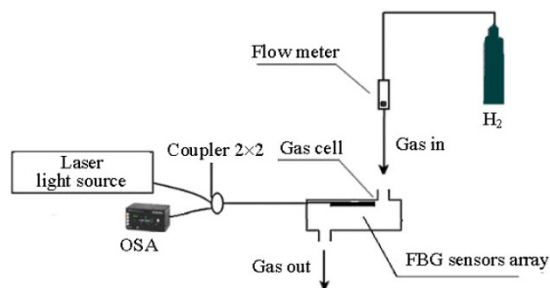 Flow meter
H2
Gas in
Gas cell
Coupler 2×2
Laser
light source
OSA
FBG sensors array
Gas out